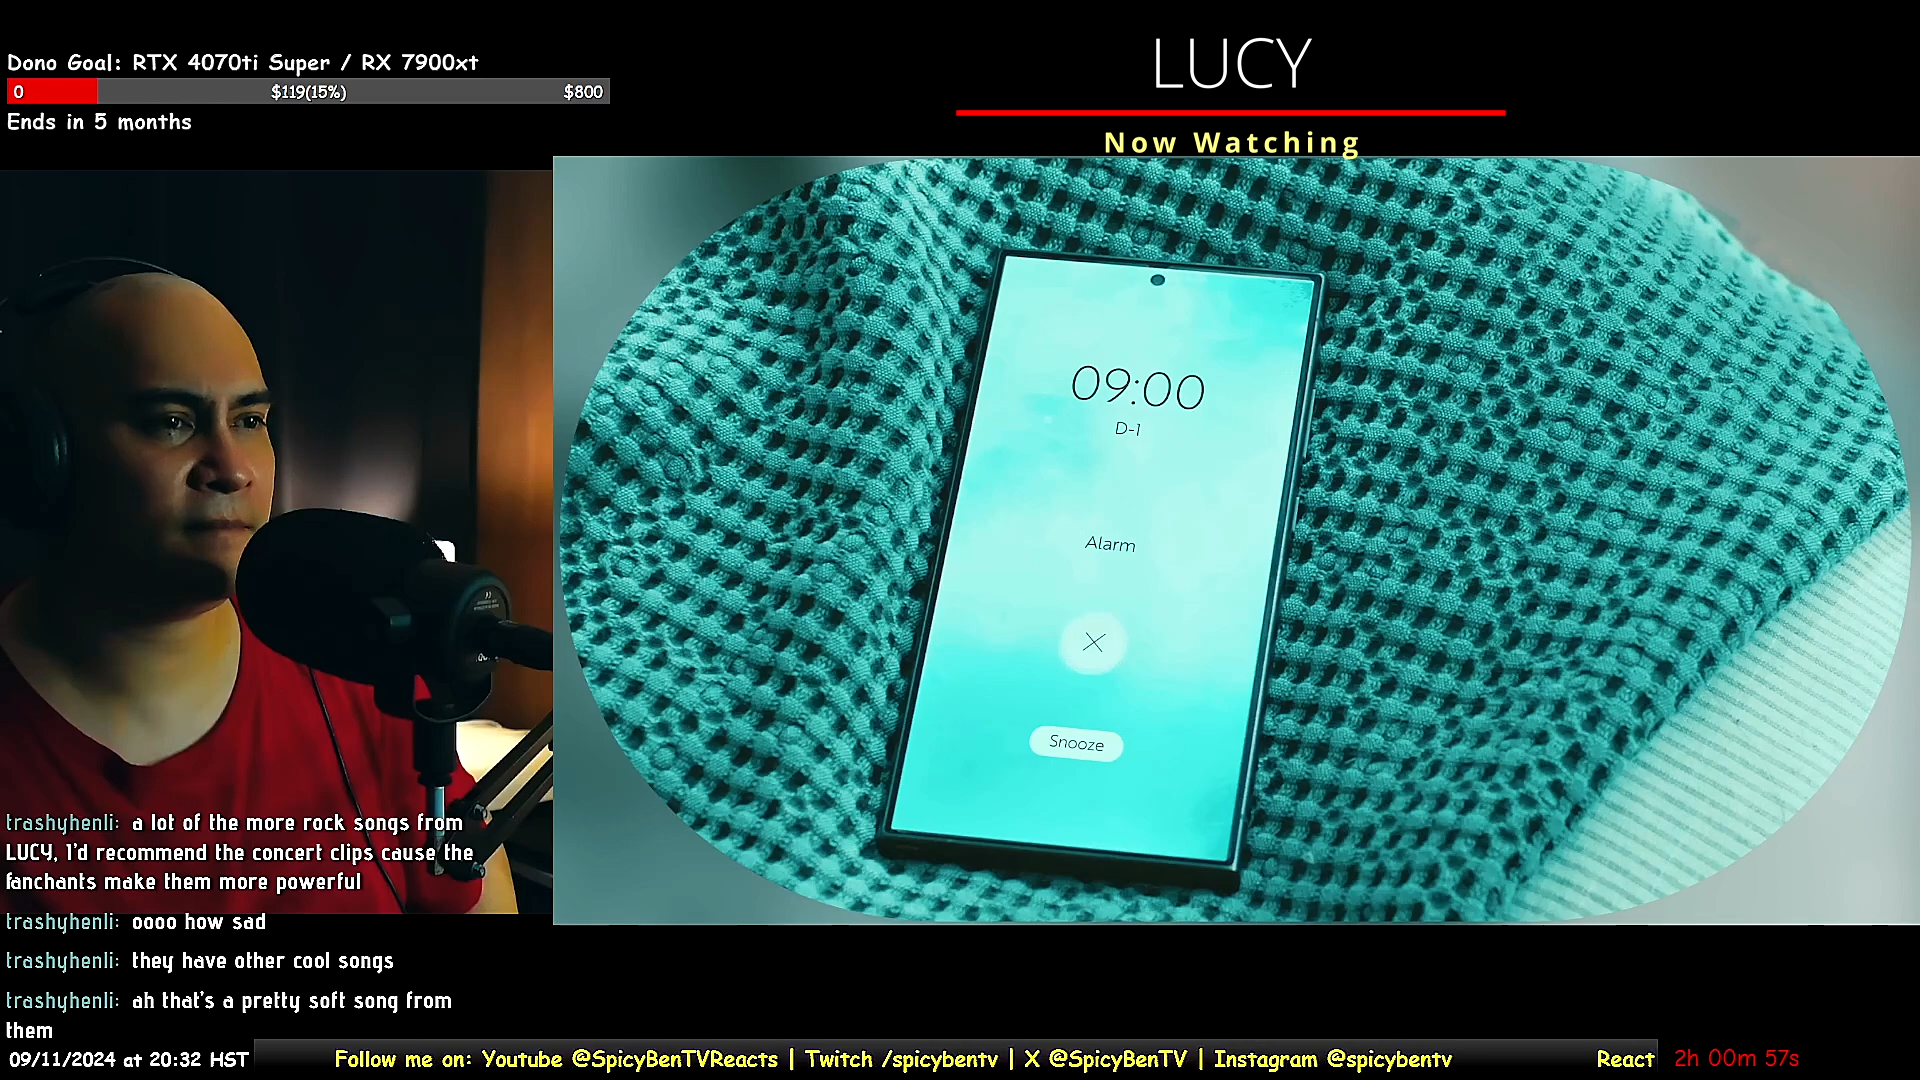 Dono Goal: RTX 4070ti Super / RX 7900xt
0 $119(15%) $800
Ends in 5 months
LUCY
Now Watching
09:00
D-1
Alarm
Snooze
trashyhenli: a lot of the more rock songs from
LUCY, I'd recommend the concert clips cause the
fanchants make them more powerful
trashyhenli: oooo how sad
trashyhenli: they have other cool songs
trashyhenli: ah that's a pretty soft song from
them
09/11/2024 at 20:32 HST Follow me on: Youtube @SpicyBenTVReacts | Twitch /spicybentv | X @SpicyBenTV | Instagram @spicybentv React 2h 00m 57s